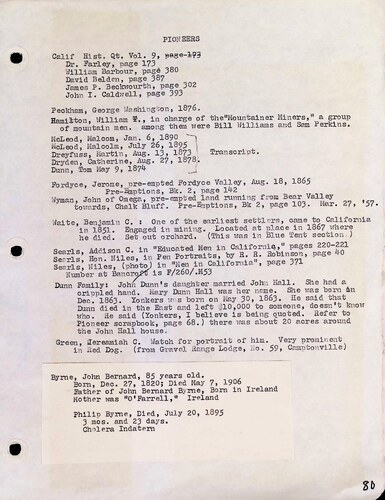 PIONEERS
Calif Hist. Qt. Vol. 9, page 173
Dr. Farley, page 173
William Barbour, page 380
David Belden, page 387
James P. Beckwourth, page 302
John I. Caldwell, page 393
Peckham, George Washington, 1876.
Hamilton, William T., in charge of the "Mountainer Miners," a group
of mountain men. among them were Bill Williams and Sam Perkins.
McLeod, Malcom, Jan. 6, 1890
McLeod, Malcolm, July 26, 1895
Dreyfuss, Martin, Aug. 13, 1873 Transcript.
Dryden, Catherine, Aug. 27, 1878.
Dunn, Tom May 9, 1874
Fordyce, Jerome, pre-empted Fordyce Valley, Aug. 18, 1865
Pre-Emptions, Bk. 2, page 142
Wyman, John of Omega, pre-empted land running from Bear Valley
towards, Chalk Bluff. Pre-Emptions, Bk 2, page 103. Mar. 27, '57.
Waite, Benjamin C. : One of the earliest settlers, came to California
in 1851. Engaged in mining. Located at place in 1867 where
he died. Set out orchard. (This was in Blue Tent section.)
Searls, Addison C. in "Educated Men in California," pages 220-221
Searls, Hon. Niles, in Pen Portraits, by R. R. Robinson, page 40
Searls, Niles, (photo) in "Men in California", page 371
Number at Bancroft is F/260/.M53
Dunn Family: John Dunn's daughter married John Hall. She had a
crippled hand. Mary Dunn Hall was her name. She was born in
Dec. 1863. Yonkers was born on May 30, 1863. He said that
Dunn died in the East and left $10,000 to someone, doesn't know
who. He said (Yonkers, I believe is being quoted. Refer to
Pioneer scrapbook, page 68.) there was about 20 acres around
the John Hall house.
Green, Jeremiah C. Watch for portrait of him. Very prominent
in Red Dog. (from Gravel Range Lodge, No. 59, Camptonville)
Byrne, John Bernard, 85 years old.
Born, Dec. 27, 1820; Died May 7, 1906
Father of John Bernard Byrne, Born in Ireland
Mother was "O'Farrell," Ireland
Philip Byrne, Died, July 20, 1895
3 mos. and 23 days.
Cholera Indatern
80